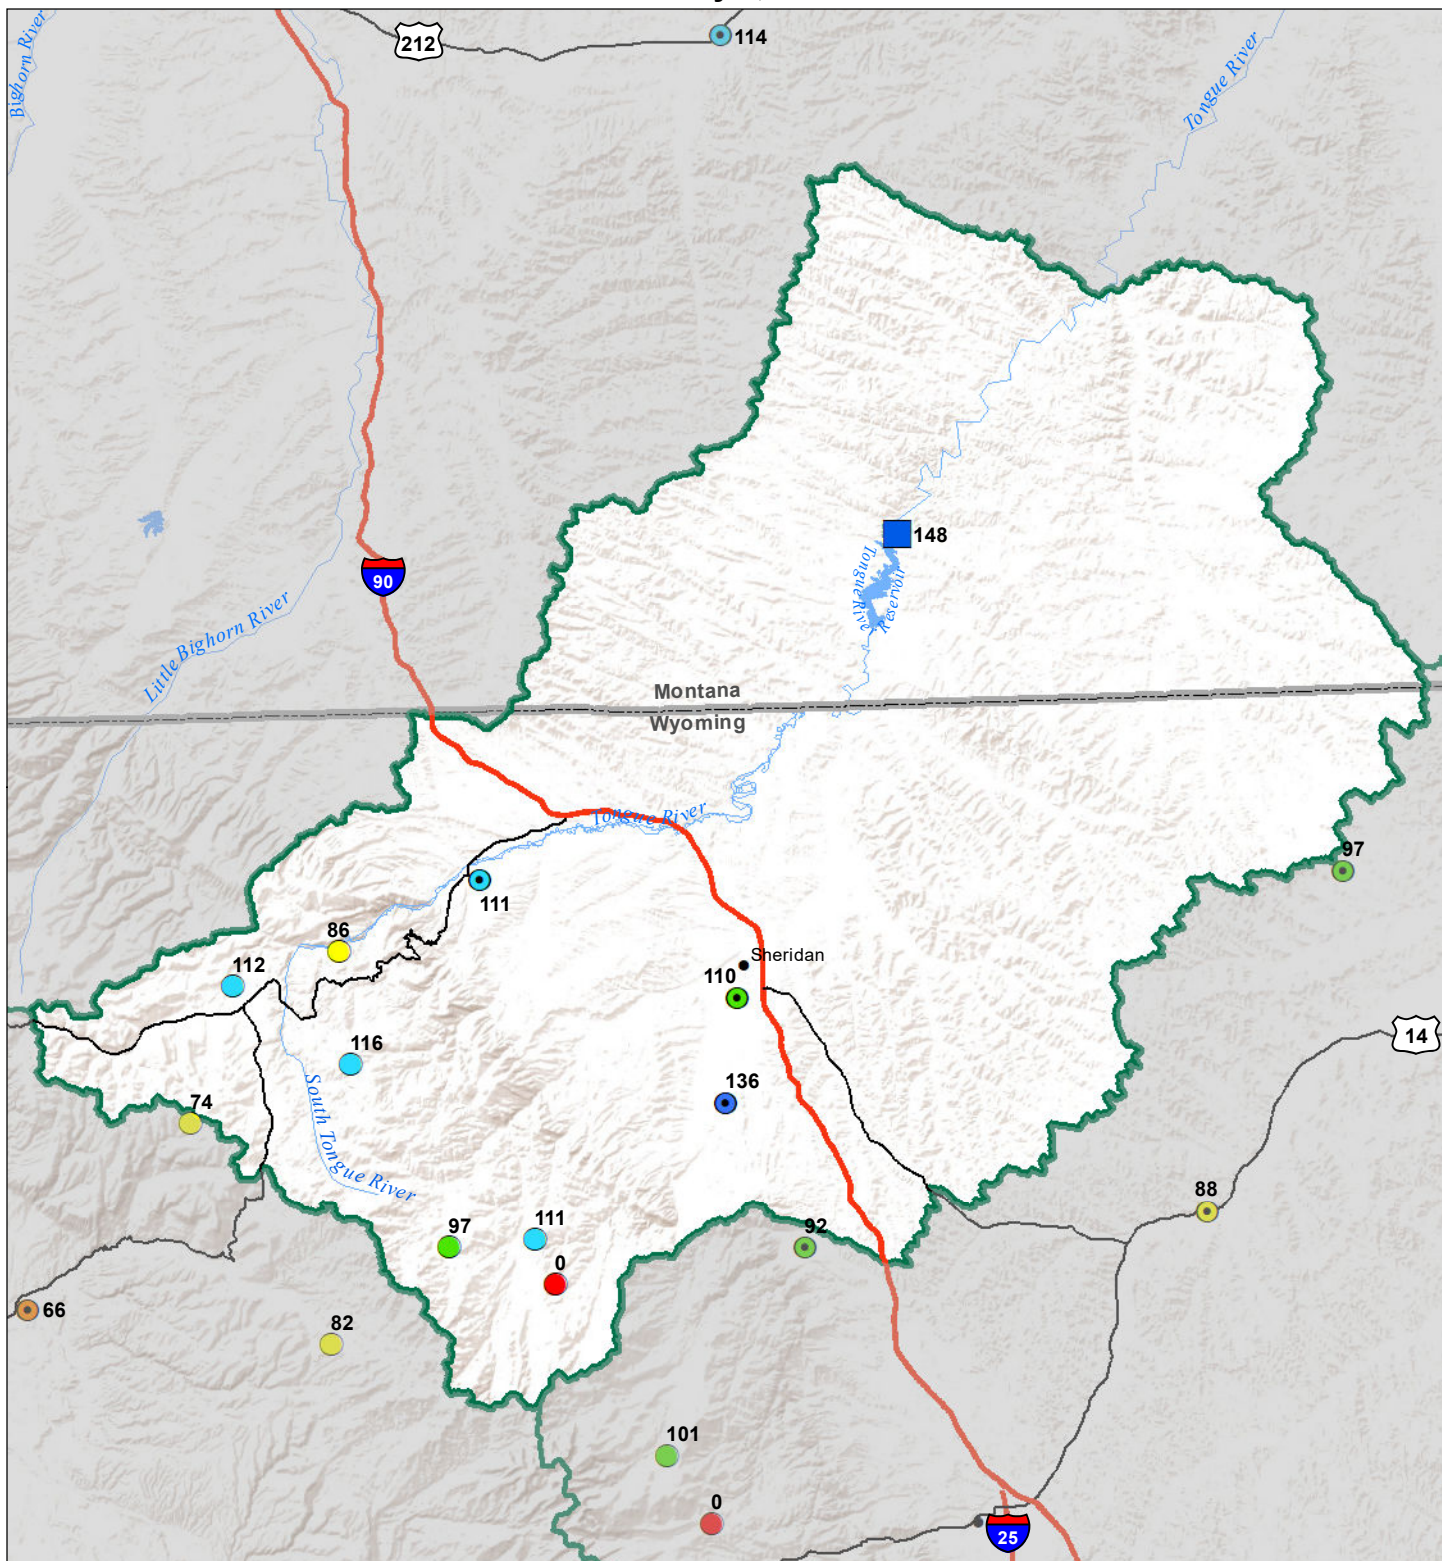 212
114
Bighorn River
Tongue River
148
Tongue River
Reservoir
90
Little Bighorn River
Montana
Wyoming
Tongue River
97
111
86
Sheridan
112
110
14
116
136
74
South Tongue River
88
97
111
92
0
66
82
101
0
25